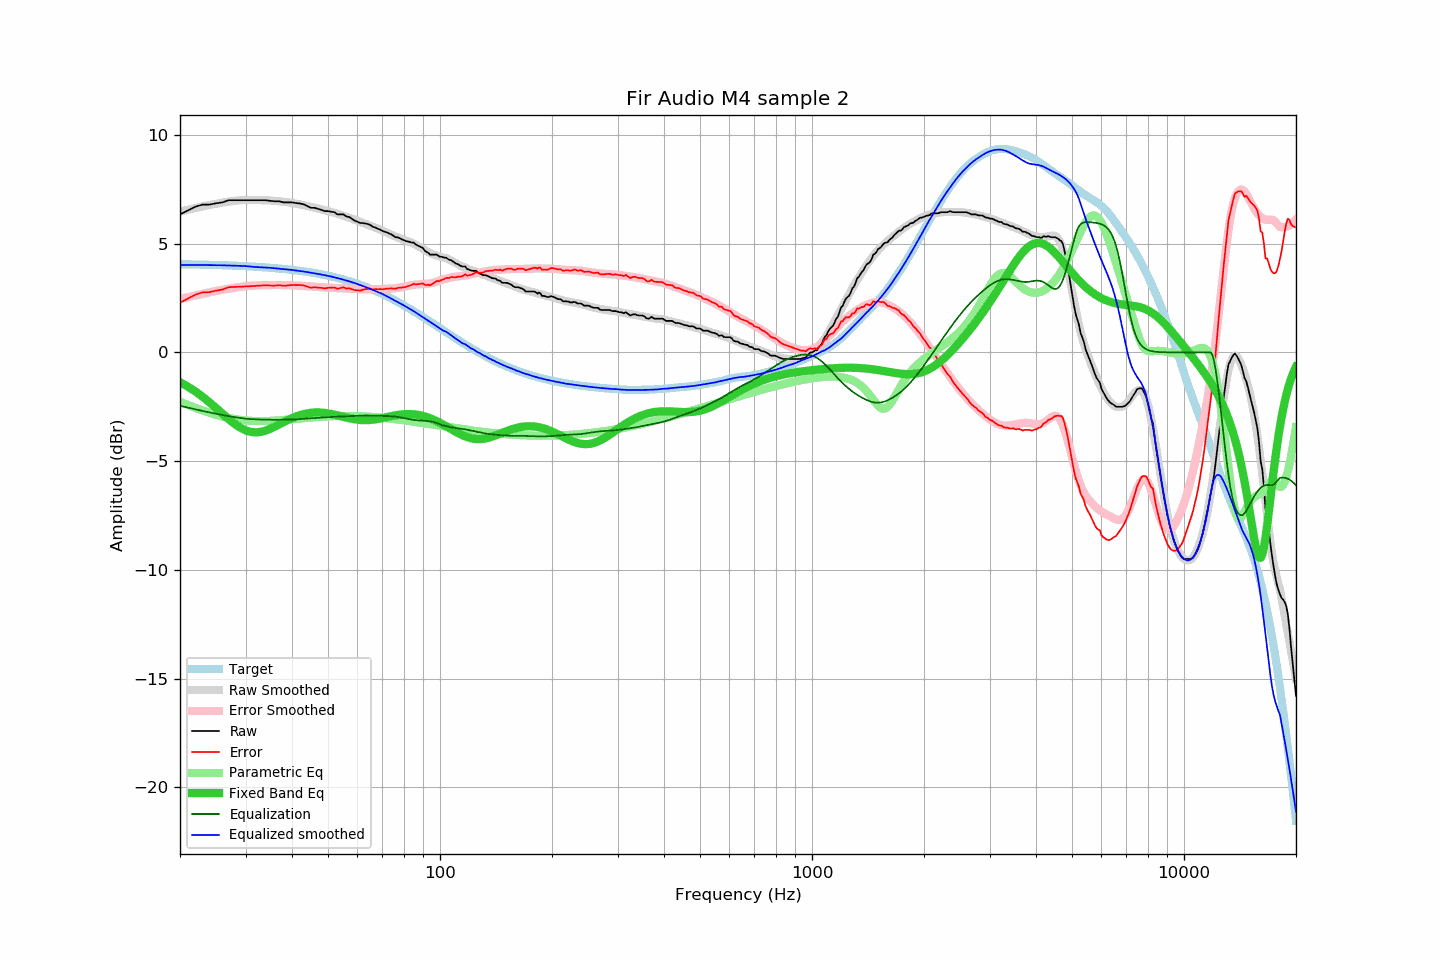 Fir Audio M4 sample 2
10
5
0
−5
−10
−15
−20
Amplitude (dBr)
Target
Raw Smoothed
Error Smoothed
Raw
Error
Parametric Eq
Fixed Band Eq
Equalization
Equalized smoothed
100 1000 10000
Frequency (Hz)